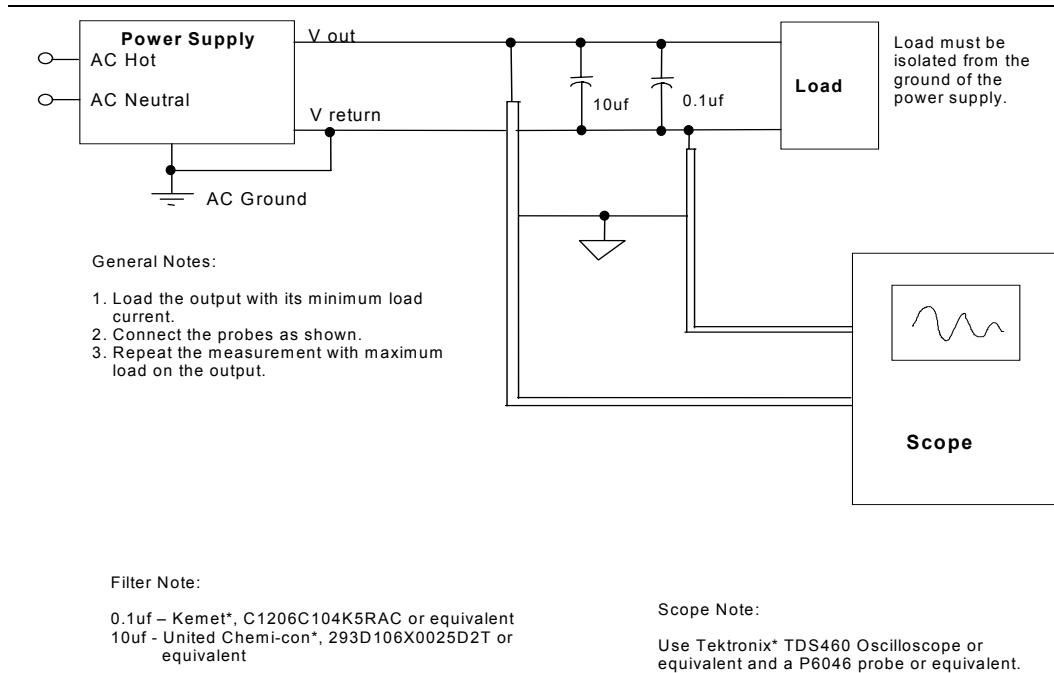 Power Supply
AC Hot
AC Neutral
V out
V return
AC Ground
10uf
0.1uf
Load
Load must be
isolated from the
ground of the
power supply.
General Notes:
1. Load the output with its minimum load
current.
2. Connect the probes as shown.
3. Repeat the measurement with maximum
load on the output.
Scope
Filter Note:
0.1uf – Kemet*, C1206C104K5RAC or equivalent
10uf - United Chemi-con*, 293D106X0025D2T or
equivalent
Scope Note:
Use Tektronix* TDS460 Oscilloscope or
equivalent and a P6046 probe or equivalent.